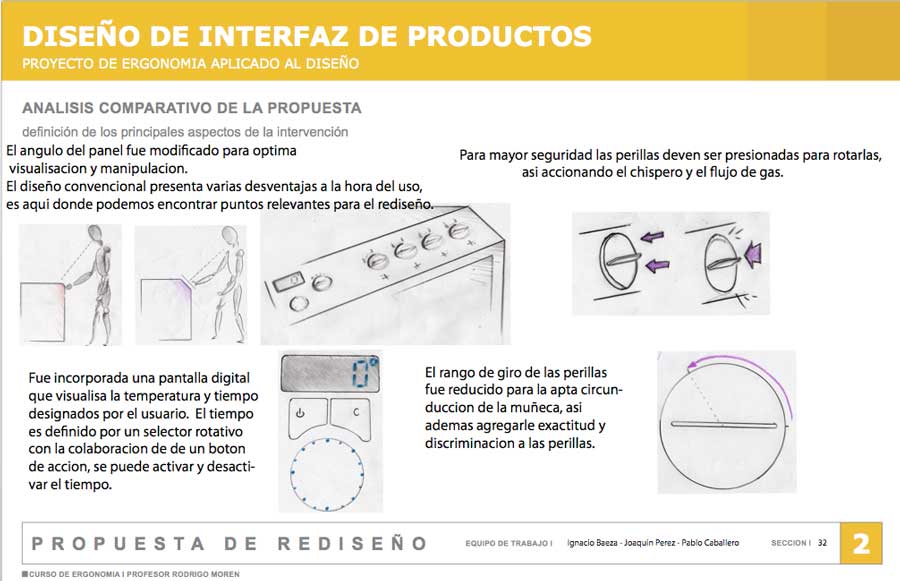 DISEÑO DE INTERFAZ DE PRODUCTOS
PROYECTO DE ERGONOMIA APLICADO AL DISEÑO
ANALISIS COMPARATIVO DE LA PROPUESTA
definición de los principales aspectos de la intervención
El angulo del panel fue modificado para optima
visualisacion y manipulacion.
El diseño convencional presenta varias desventajas a la hora del uso,
es aqui donde podemos encontrar puntos relevantes para el rediseño.
Para mayor seguridad las perillas deven ser presionadas para rotarlas,
asi accionando el chispero y el flujo de gas.
Fue incorporada una pantalla digital
que visualisa la temperatura y tiempo
designados por el usuario. El tiempo
es definido por un selector rotativo
con la colaboracion de de un boton
de accion, se puede activar y desacti-
var el tiempo.
0°
C
El rango de giro de las perillas
fue reducido para la apta circun-
duccion de la muñeca, asi
ademas agregarle exactitud y
discriminacion a las perillas.
PROPUESTA DE REDISEÑO
EQUIPO DE TRABAJO I Ignacio Baeza - Joaquín Perez - Pablo Caballero
SECCION I 32
2
CURSO DE ERGONOMIA I PROFESOR RODRIGO MOREN